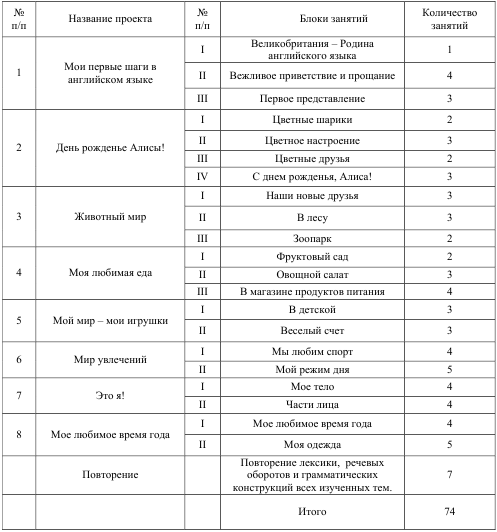 № п/п Название проекта № п/п Блоки занятий Количество занятий
1 Мои первые шаги в английском языке I Великобритания – Родина английского языка 1
II Вежливое приветствие и прощание 4
III Первое представление 3
2 День рожденье Алисы! I Цветные шарики 2
II Цветное настроение 3
III Цветные друзья 2
IV С днем рожденья, Алиса! 3
3 Животный мир I Наши новые друзья 3
II В лесу 3
III Зоопарк 2
4 Моя любимая еда I Фруктовый сад 2
II Овощной салат 3
III В магазине продуктов питания 4
5 Мой мир – мои игрушки I В детской 3
II Веселый счет 3
6 Мир увлечений I Мы любим спорт 4
II Мой режим дня 5
7 Это я! I Мое тело 4
II Части лица 4
8 Мое любимое время года I Мое любимое время года 4
II Моя одежда 5
Повторение Повторение лексики, речевых оборотов и грамматических конструкций всех изученных тем. 7
Итого 74